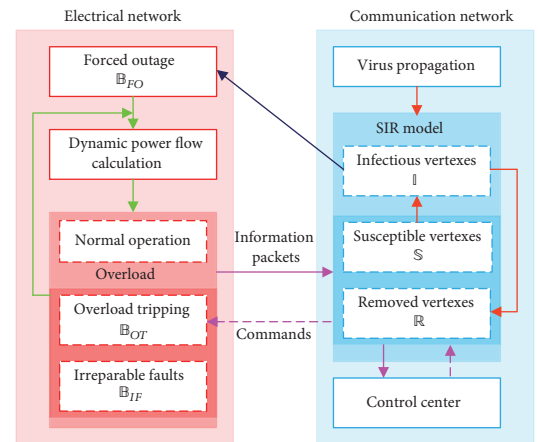 Electrical network
Forced outage
𝔹FO
Dynamic power flow
calculation
Normal operation
Overload
Overload tripping
𝔹OT
Irreparable faults
𝔹IF
Information
packets
Commands
Communication network
Virus propagation
SIR model
Infectious vertexes
𝕀
Susceptible vertexes
𝕊
Removed vertexes
ℝ
Control center